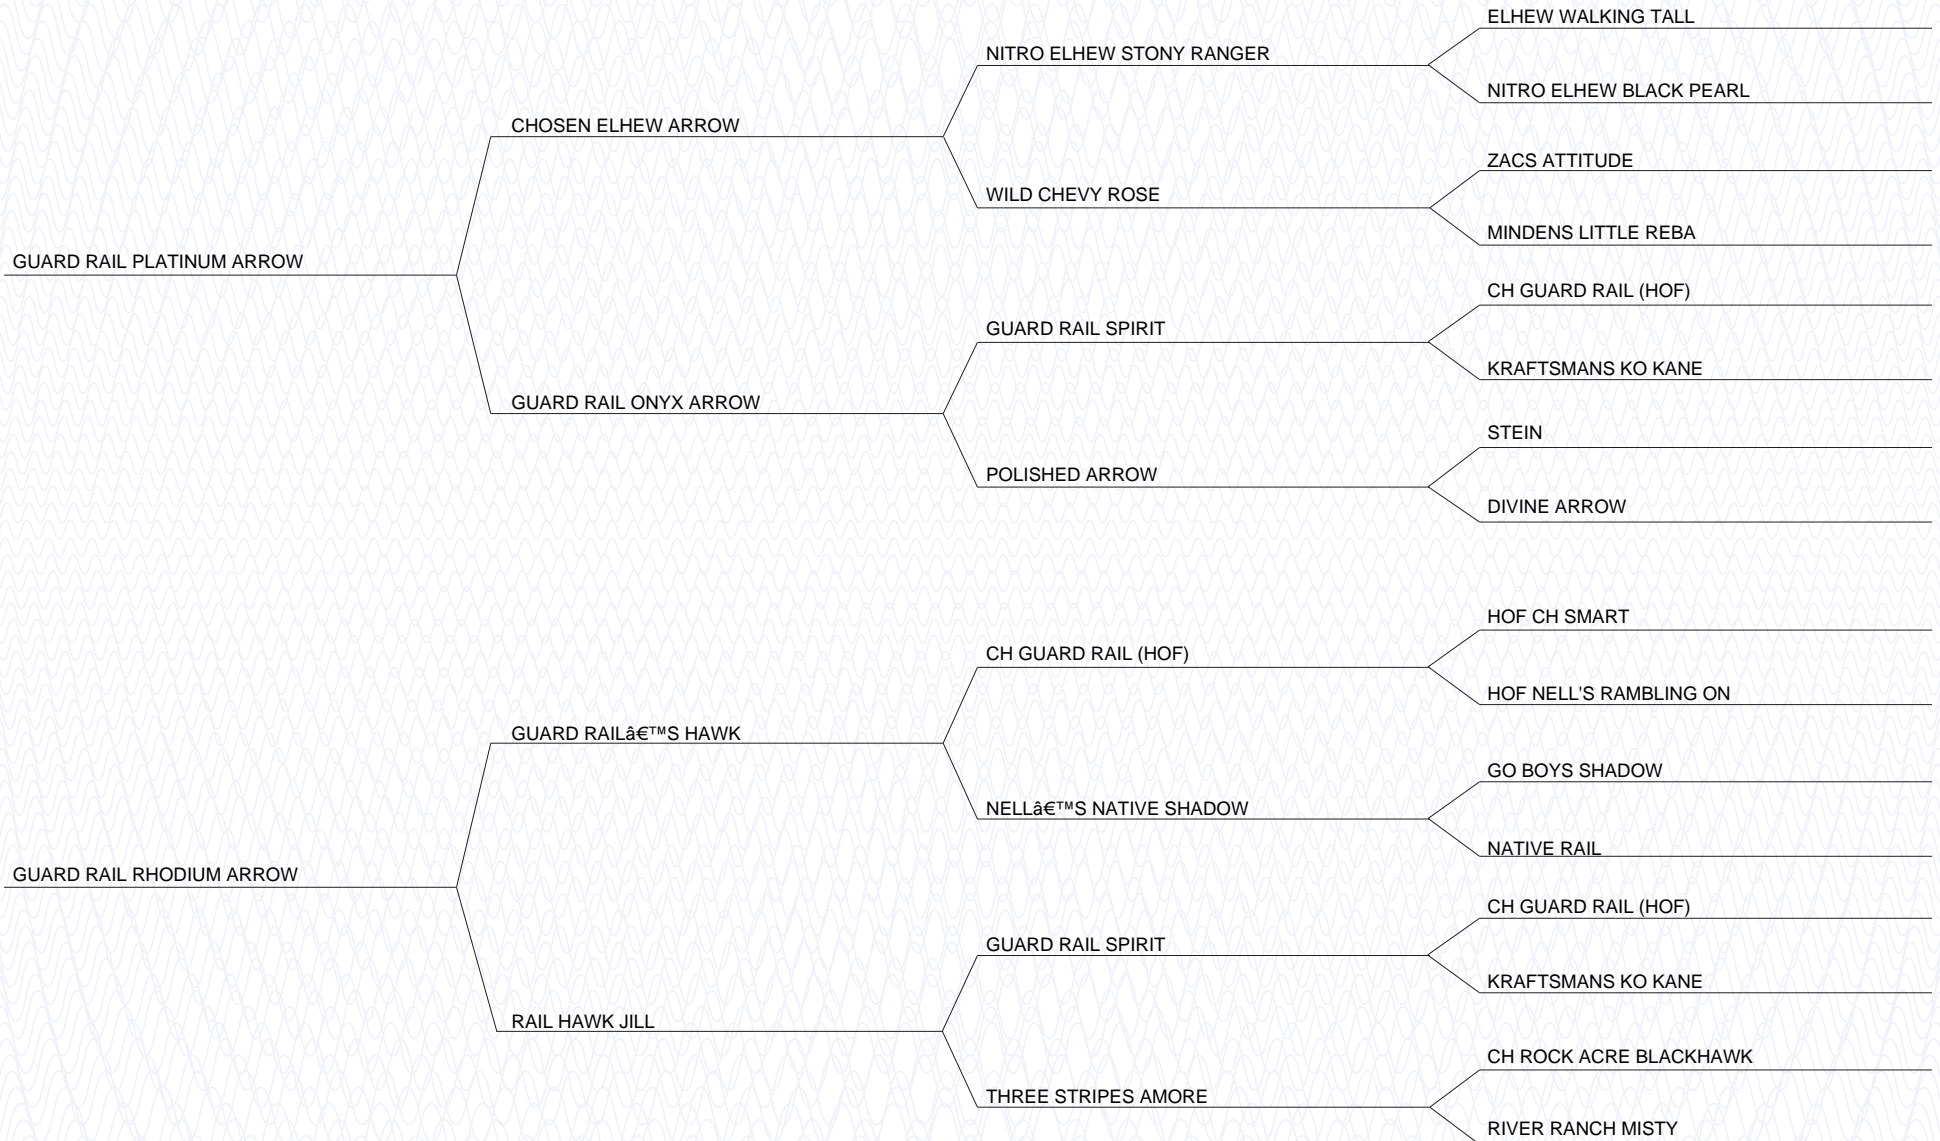 ELHEW WALKING TALL
NITRO ELHEW STONY RANGER
NITRO ELHEW BLACK PEARL
CHOSEN ELHEW ARROW
ZACS ATTITUDE
WILD CHEVY ROSE
MINDENS LITTLE REBA
GUARD RAIL PLATINUM ARROW
CH GUARD RAIL (HOF)
GUARD RAIL SPIRIT
KRAFTSMANS KO KANE
GUARD RAIL ONYX ARROW
STEIN
POLISHED ARROW
DIVINE ARROW
HOF CH SMART
CH GUARD RAIL (HOF)
HOF NELL'S RAMBLING ON
GUARD RAIL’S HAWK
GO BOYS SHADOW
NELL’S NATIVE SHADOW
NATIVE RAIL
GUARD RAIL RHODIUM ARROW
CH GUARD RAIL (HOF)
GUARD RAIL SPIRIT
KRAFTSMANS KO KANE
RAIL HAWK JILL
CH ROCK ACRE BLACKHAWK
THREE STRIPES AMORE
RIVER RANCH MISTY